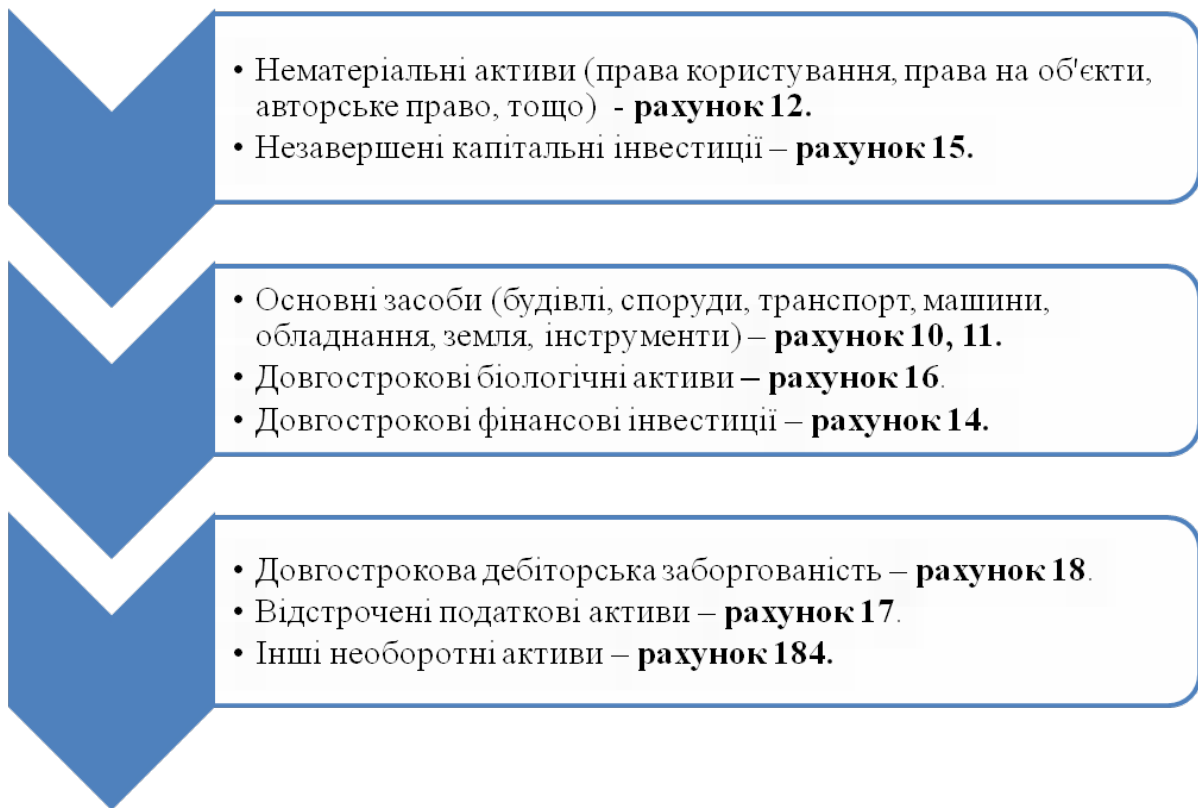 • Нематеріальні активи (права користування, права на об'єкти,
авторське право, тощо) - рахунок 12.
• Незавершені капітальні інвестиції – рахунок 15.
• Основні засоби (будівлі, споруди, транспорт, машини,
обладнання, земля, інструменти) – рахунок 10, 11.
• Довгострокові біологічні активи – рахунок 16.
• Довгострокові фінансові інвестиції – рахунок 14.
• Довгострокова дебіторська заборгованість – рахунок 18.
• Відстрочені податкові активи – рахунок 17.
• Інші необоротні активи – рахунок 184.